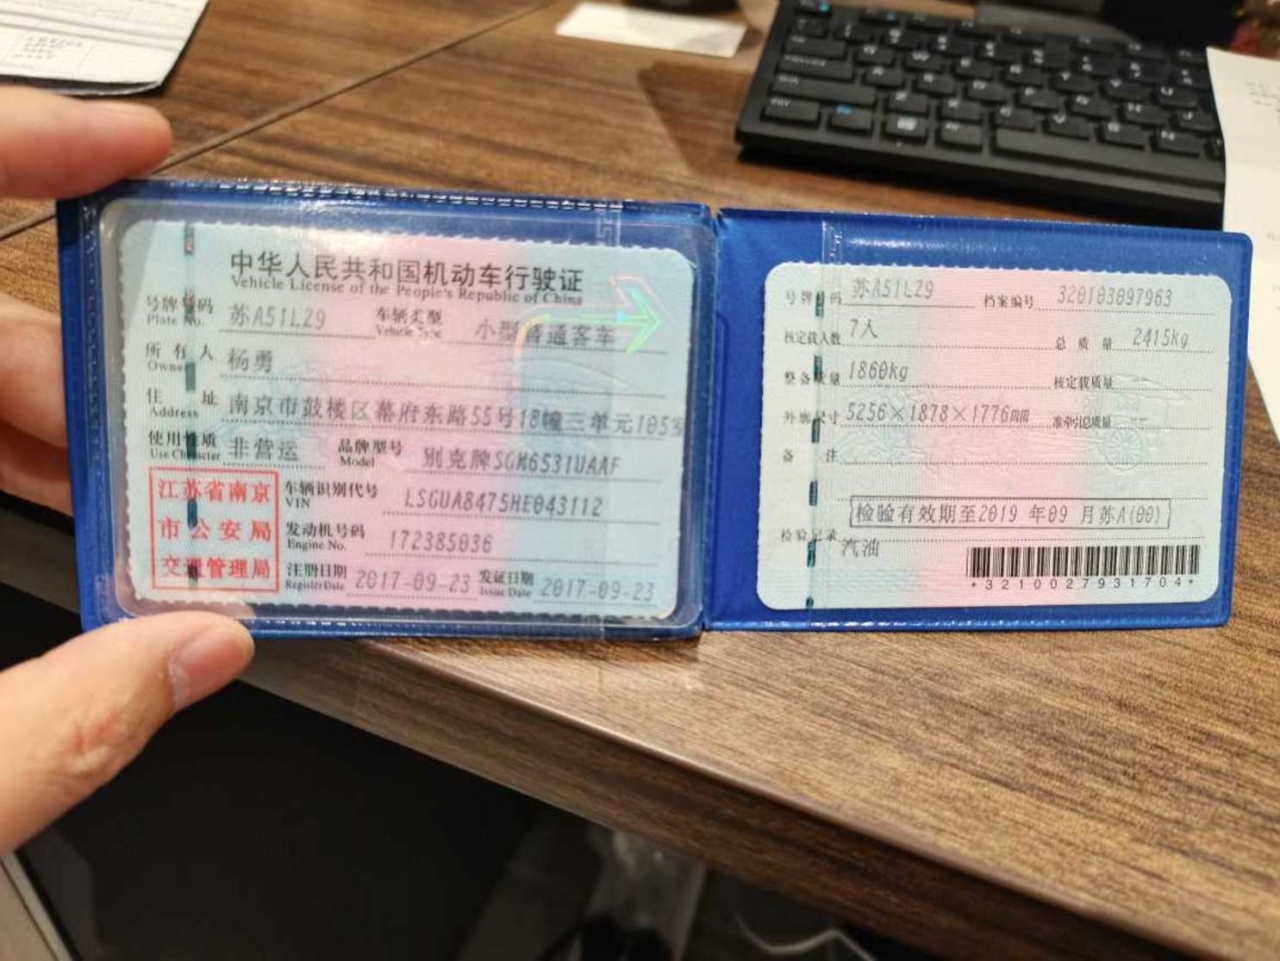 中华人民共和国机动车行驶证
Vehicle License of the People's Republic of China
号牌号码 苏A51LZ9 车辆类型 小型普通客车
Plate No. Vehicle Type
所有人 杨勇
Owner
住址 南京市鼓楼区幕府东路55号18幢三单元105室
Address
使用性质 非营运 品牌型号 别克牌SGM6531UAAF
Use Character Model
江苏省南京
市公安局
交通管理局
车辆识别代号 LSGUA8475HE043112
VIN
发动机号码 172385036
Engine No.
注册日期 2017-09-23 发证日期 2017-09-23
Register Date Issue Date
号牌号码 苏A51LZ9 档案编号 320103097963
核定载人数 7人 总质量 2415kg
整备质量 1860kg 核定载质量
外廓尺寸 5256×1878×1776mm 准牵引总质量 --
备注
检验有效期至2019 年09 月苏A(00)
检验记录
汽油
*3210027931704*